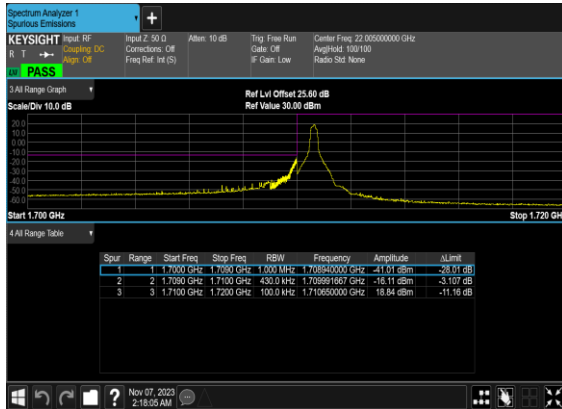 Spectrum Analyzer 1
Spurious Emissions
+
KEYSIGHT Input: RF Input Z: 50 Ω Atten: 10 dB Trig: Free Run Center Freq: 22.005000000 GHz
R T Coupling: DC Corrections: Off Gate: Off Avg|Hold: 100/100
Align: Off Freq Ref: Int (S) IF Gain: Low Radio Std: None
PASS
3 All Range Graph Ref Lvl Offset 25.60 dB
Scale/Div 10.0 dB Ref Value 30.00 dBm
20.0
10.0
0.00
-10.0
-20.0
-30.0
-40.0
-50.0
-60.0
Start 1.700 GHz Stop 1.720 GH
4 All Range Table
Spur Range Start Freq Stop Freq RBW Frequency Amplitude ΔLimit
1 1 1.7000 GHz 1.7090 GHz 1.000 MHz 1.708940000 GHz -41.01 dBm -28.01 dB
2 2 1.7090 GHz 1.7100 GHz 430.0 kHz 1.709991667 GHz -16.11 dBm -3.107 dB
3 3 1.7100 GHz 1.7200 GHz 100.0 kHz 1.710650000 GHz 18.84 dBm -11.16 dB
? Nov 07, 2023
2:18:05 AM